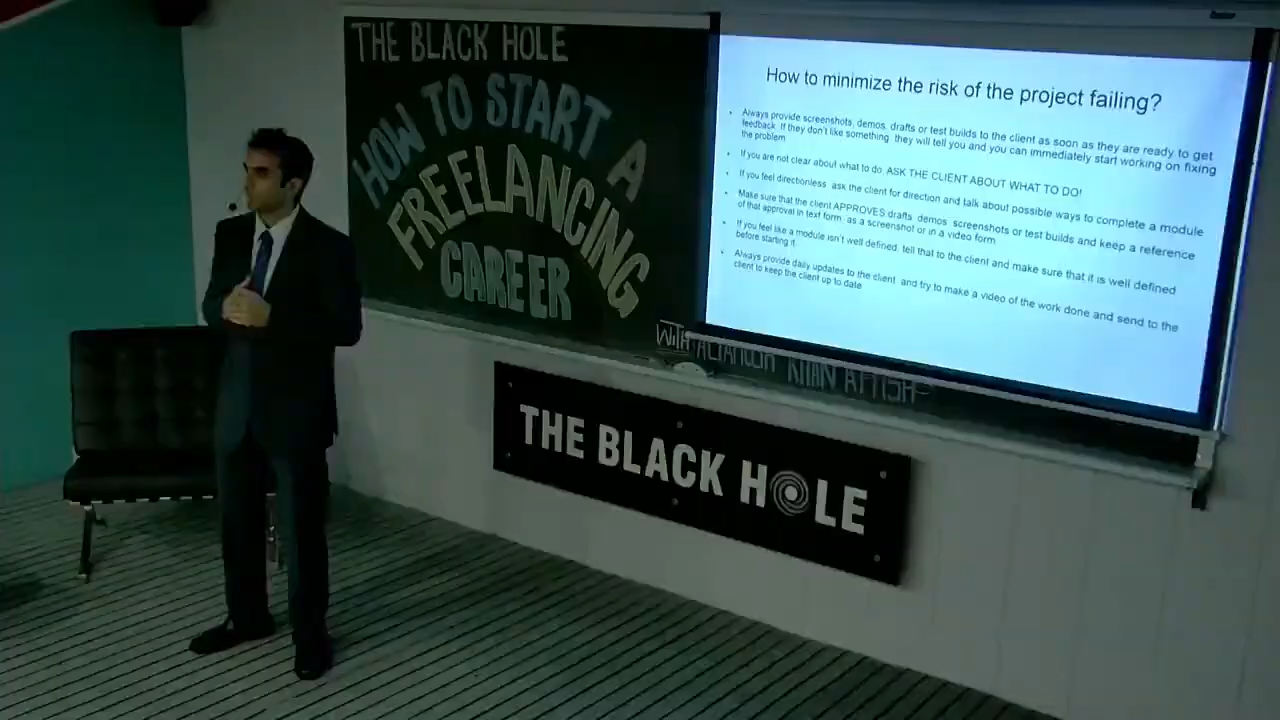 THE BLACK HOLE
HOW TO START A
FREELANCING
CAREER
WITH
KHAN
How to minimize the risk of the project failing?
Always provide screenshots, demos, drafts or test builds to the client as soon as they are ready to get
feedback. If they don't like something, they will tell you and you can immediately start working on fixing
the problem
If you are not clear about what to do, ASK THE CLIENT ABOUT WHAT TO DO!
If you feel directionless, ask the client for direction and talk about possible ways to complete a module
Make sure that the client APPROVES drafts, demos, screenshots or test builds and keep a reference
of that approval in text form, as a screenshot or in a video form
If you feel like a module isn't well defined, tell that to the client and make sure that it is well defined
before starting it
Always provide daily updates to the client, and try to make a video of the work done and send to the
client to keep the client up to date
THE BLACK HOLE